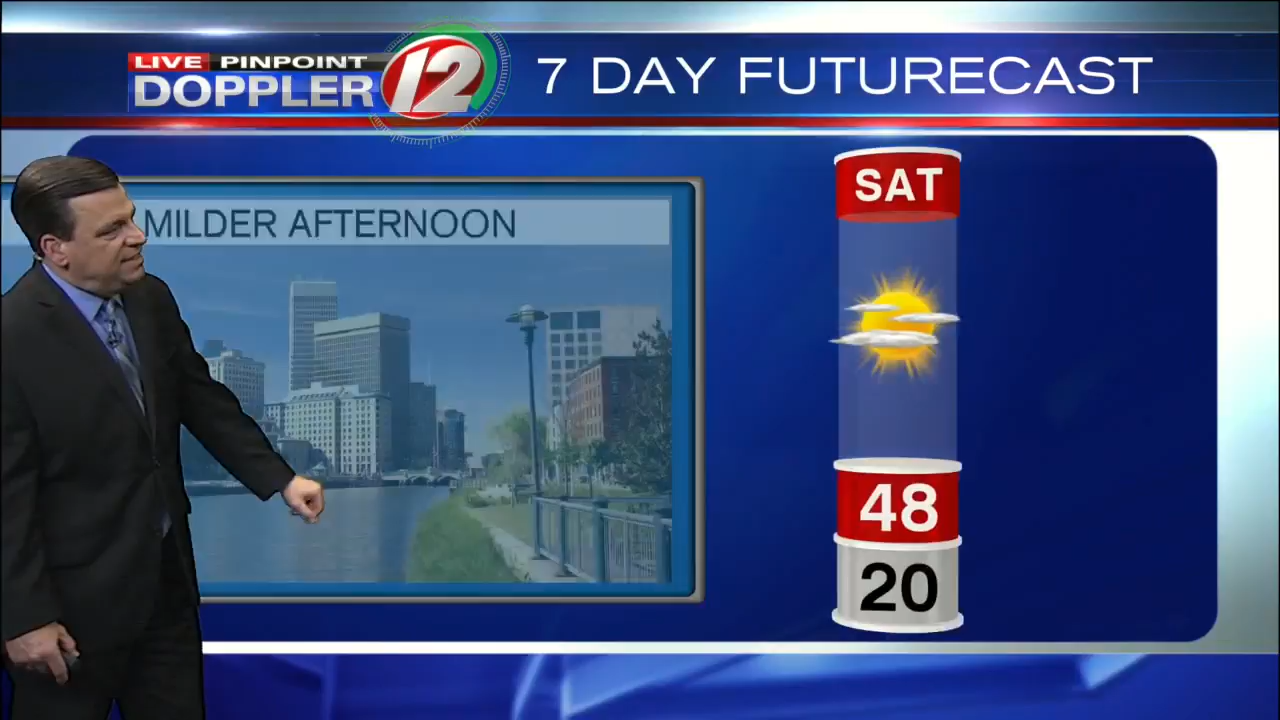 LIVE PINPOINT
DOPPLER 12
7 DAY FUTURECAST
MILDER AFTERNOON
SAT
48
20